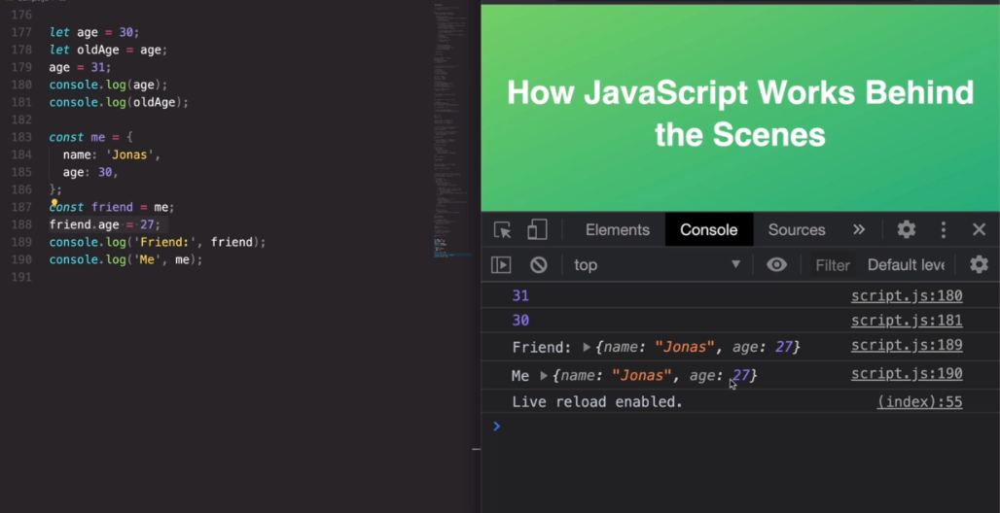 176
177 let age = 30;
178 let oldAge = age;
179 age = 31;
180 console.log(age);
181 console.log(oldAge);
182
183 const me = {
184 name: 'Jonas',
185 age: 30,
186 };
187 const friend = me;
188 friend.age = 27;
189 console.log('Friend:', friend);
190 console.log('Me', me);
191
How JavaScript Works Behind
the Scenes
Elements Console Sources »
top Filter Default leve
31 script.js:180
30 script.js:181
Friend: ▶{name: "Jonas", age: 27} script.js:189
Me ▶{name: "Jonas", age: 27} script.js:190
Live reload enabled. (index):55
>